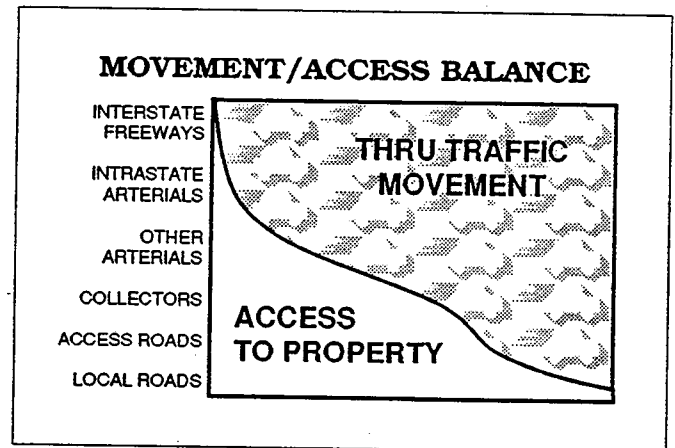 MOVEMENT/ACCESS BALANCE
INTERSTATE
FREEWAYS
INTRASTATE
ARTERIALS
OTHER
ARTERIALS
COLLECTORS
ACCESS ROADS
LOCAL ROADS
THRU TRAFFIC
MOVEMENT
ACCESS
TO PROPERTY